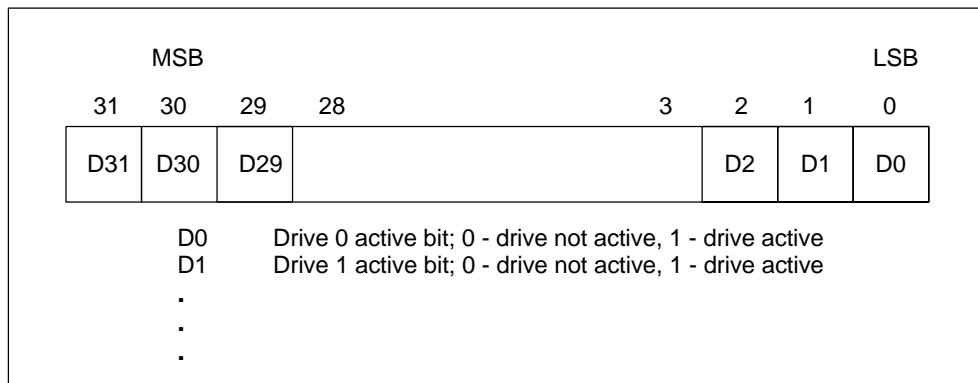 MSB LSB
31 30 29 28 3 2 1 0
D31 D30 D29 D2 D1 D0
D0 Drive 0 active bit; 0 - drive not active, 1 - drive active
D1 Drive 1 active bit; 0 - drive not active, 1 - drive active
.
.
.